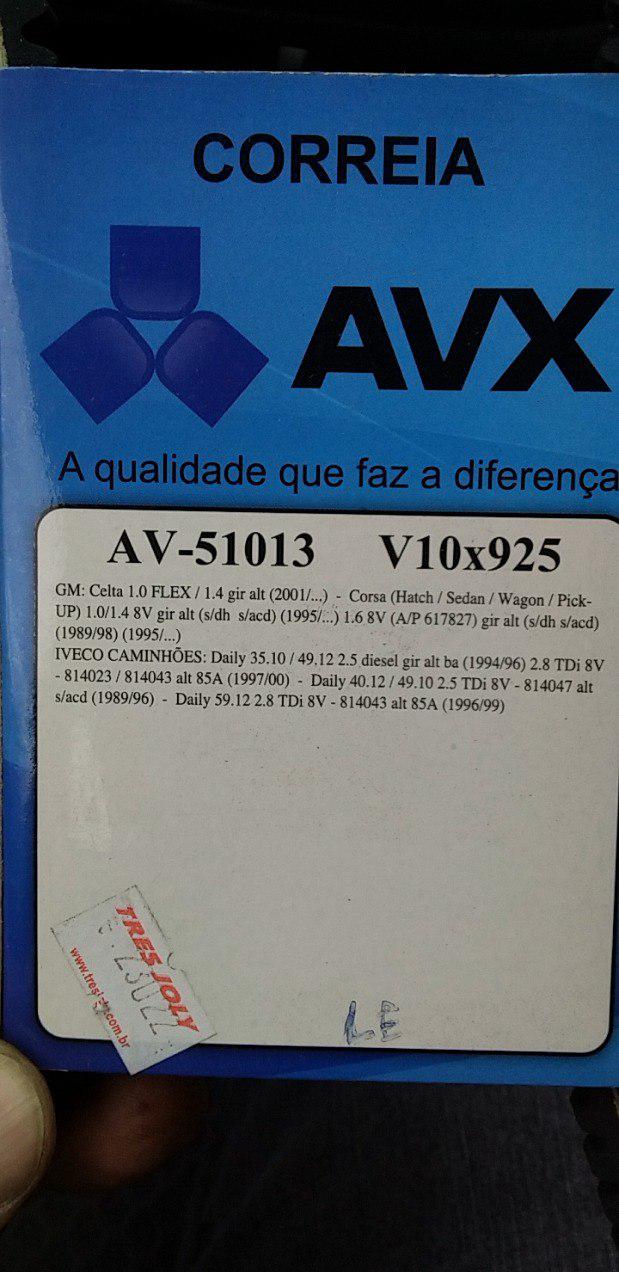 CORREIA
AVX
A qualidade que faz a diferença
AV-51013 V10x925
GM: Celta 1.0 FLEX / 1.4 gir alt (2001/...) - Corsa (Hatch / Sedan / Wagon / Pick-
UP) 1.0/1.4 8V gir alt (s/dh s/acd) (1995/...) 1.6 8V (A/P 617827) gir alt (s/dh s/acd)
(1989/98) (1995/...)
IVECO CAMINHÕES: Daily 35.10 / 49.12 2.5 diesel gir alt ba (1994/96) 2.8 TDi 8V
- 814023 / 814043 alt 85A (1997/00) - Daily 40.12 / 49.10 2.5 TDi 8V - 814047 alt
s/acd (1989/96) - Daily 59.12 2.8 TDi 8V - 814043 alt 85A (1996/99)
TRES JOLY
23022